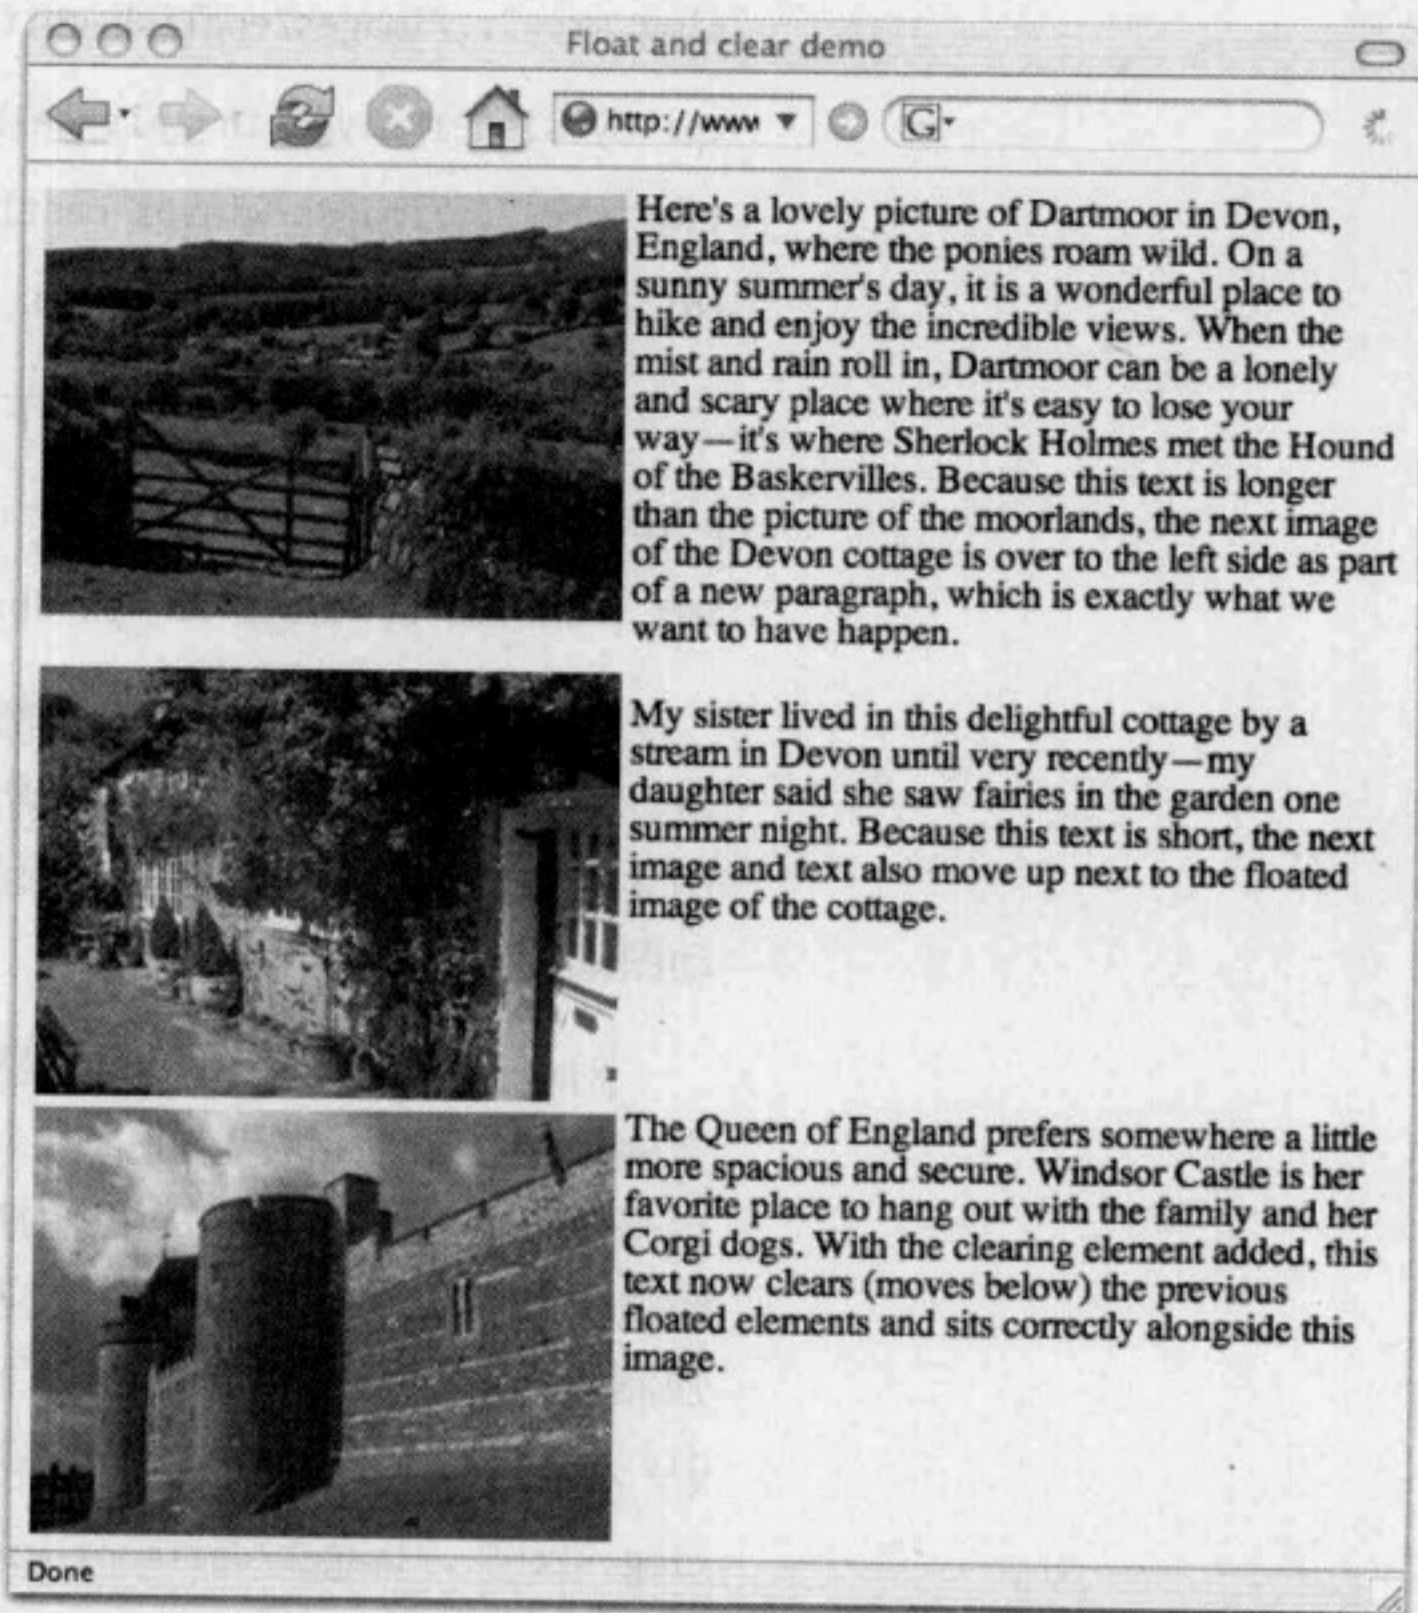 Float and clear demo
http://www
G
Here's a lovely picture of Dartmoor in Devon,
England, where the ponies roam wild. On a
sunny summer's day, it is a wonderful place to
hike and enjoy the incredible views. When the
mist and rain roll in, Dartmoor can be a lonely
and scary place where it's easy to lose your
way—it's where Sherlock Holmes met the Hound
of the Baskervilles. Because this text is longer
than the picture of the moorlands, the next image
of the Devon cottage is over to the left side as part
of a new paragraph, which is exactly what we
want to have happen.
My sister lived in this delightful cottage by a
stream in Devon until very recently—my
daughter said she saw fairies in the garden one
summer night. Because this text is short, the next
image and text also move up next to the floated
image of the cottage.
The Queen of England prefers somewhere a little
more spacious and secure. Windsor Castle is her
favorite place to hang out with the family and her
Corgi dogs. With the clearing element added, this
text now clears (moves below) the previous
floated elements and sits correctly alongside this
image.
Done